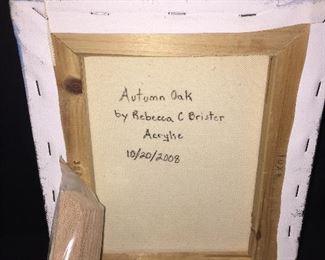 Autumn Oak
by Rebecca C Brister
Acrylic
10/20/2008